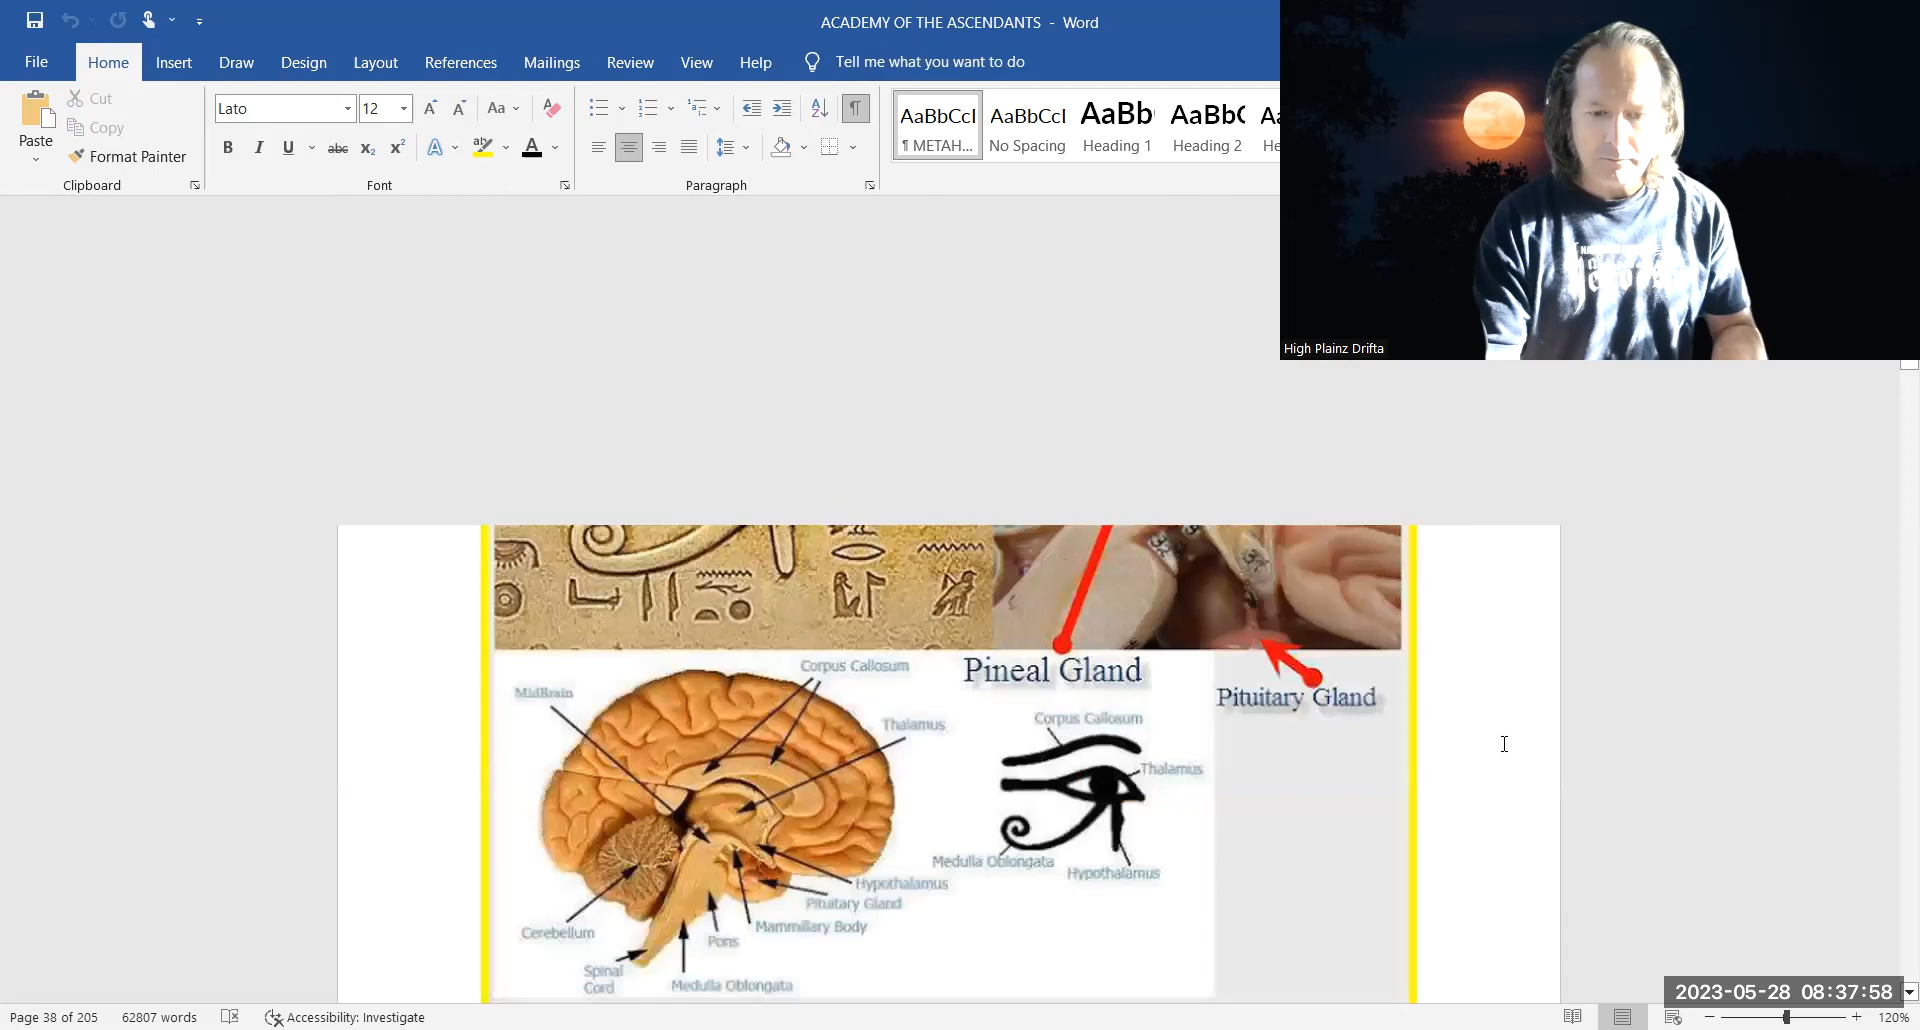 ACADEMY OF THE ASCENDANTS - Word
File Home Insert Draw Design Layout References Mailings Review View Help Tell me what you want to do
Paste
Cut
Copy
Format Painter
Clipboard
Lato 12
Font
Paragraph
AaBbCcI AaBbCcI AaBb AaBbC Aa
¶ METAH... No Spacing Heading 1 Heading 2 He
High Plainz Drifta
Pineal Gland
Pituitary Gland
Corpus Callosum
MidBrain
Thalamus
Hypothalamus
Pituitary Gland
Mammillary Body
Pons
Cerebellum
Spinal
Cord
Medulla Oblongata
Corpus Callosum
Thalamus
Medulla Oblongata
Hypothalamus
2023-05-28 08:37:58
Page 38 of 205 62807 words Accessibility: Investigate 120%